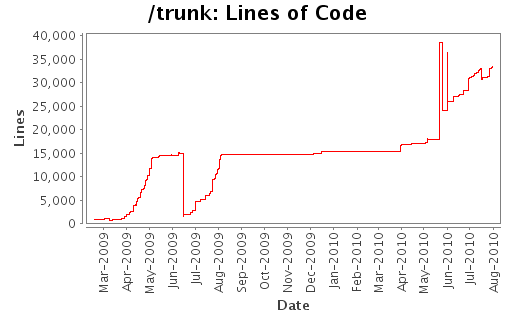 /trunk: Lines of Code
40,000
35,000
30,000
25,000
20,000
15,000
10,000
5,000
0
Lines
Mar-2009
Apr-2009
May-2009
Jun-2009
Jul-2009
Aug-2009
Sep-2009
Oct-2009
Nov-2009
Dec-2009
Jan-2010
Feb-2010
Mar-2010
Apr-2010
May-2010
Jun-2010
Jul-2010
Aug-2010
Date